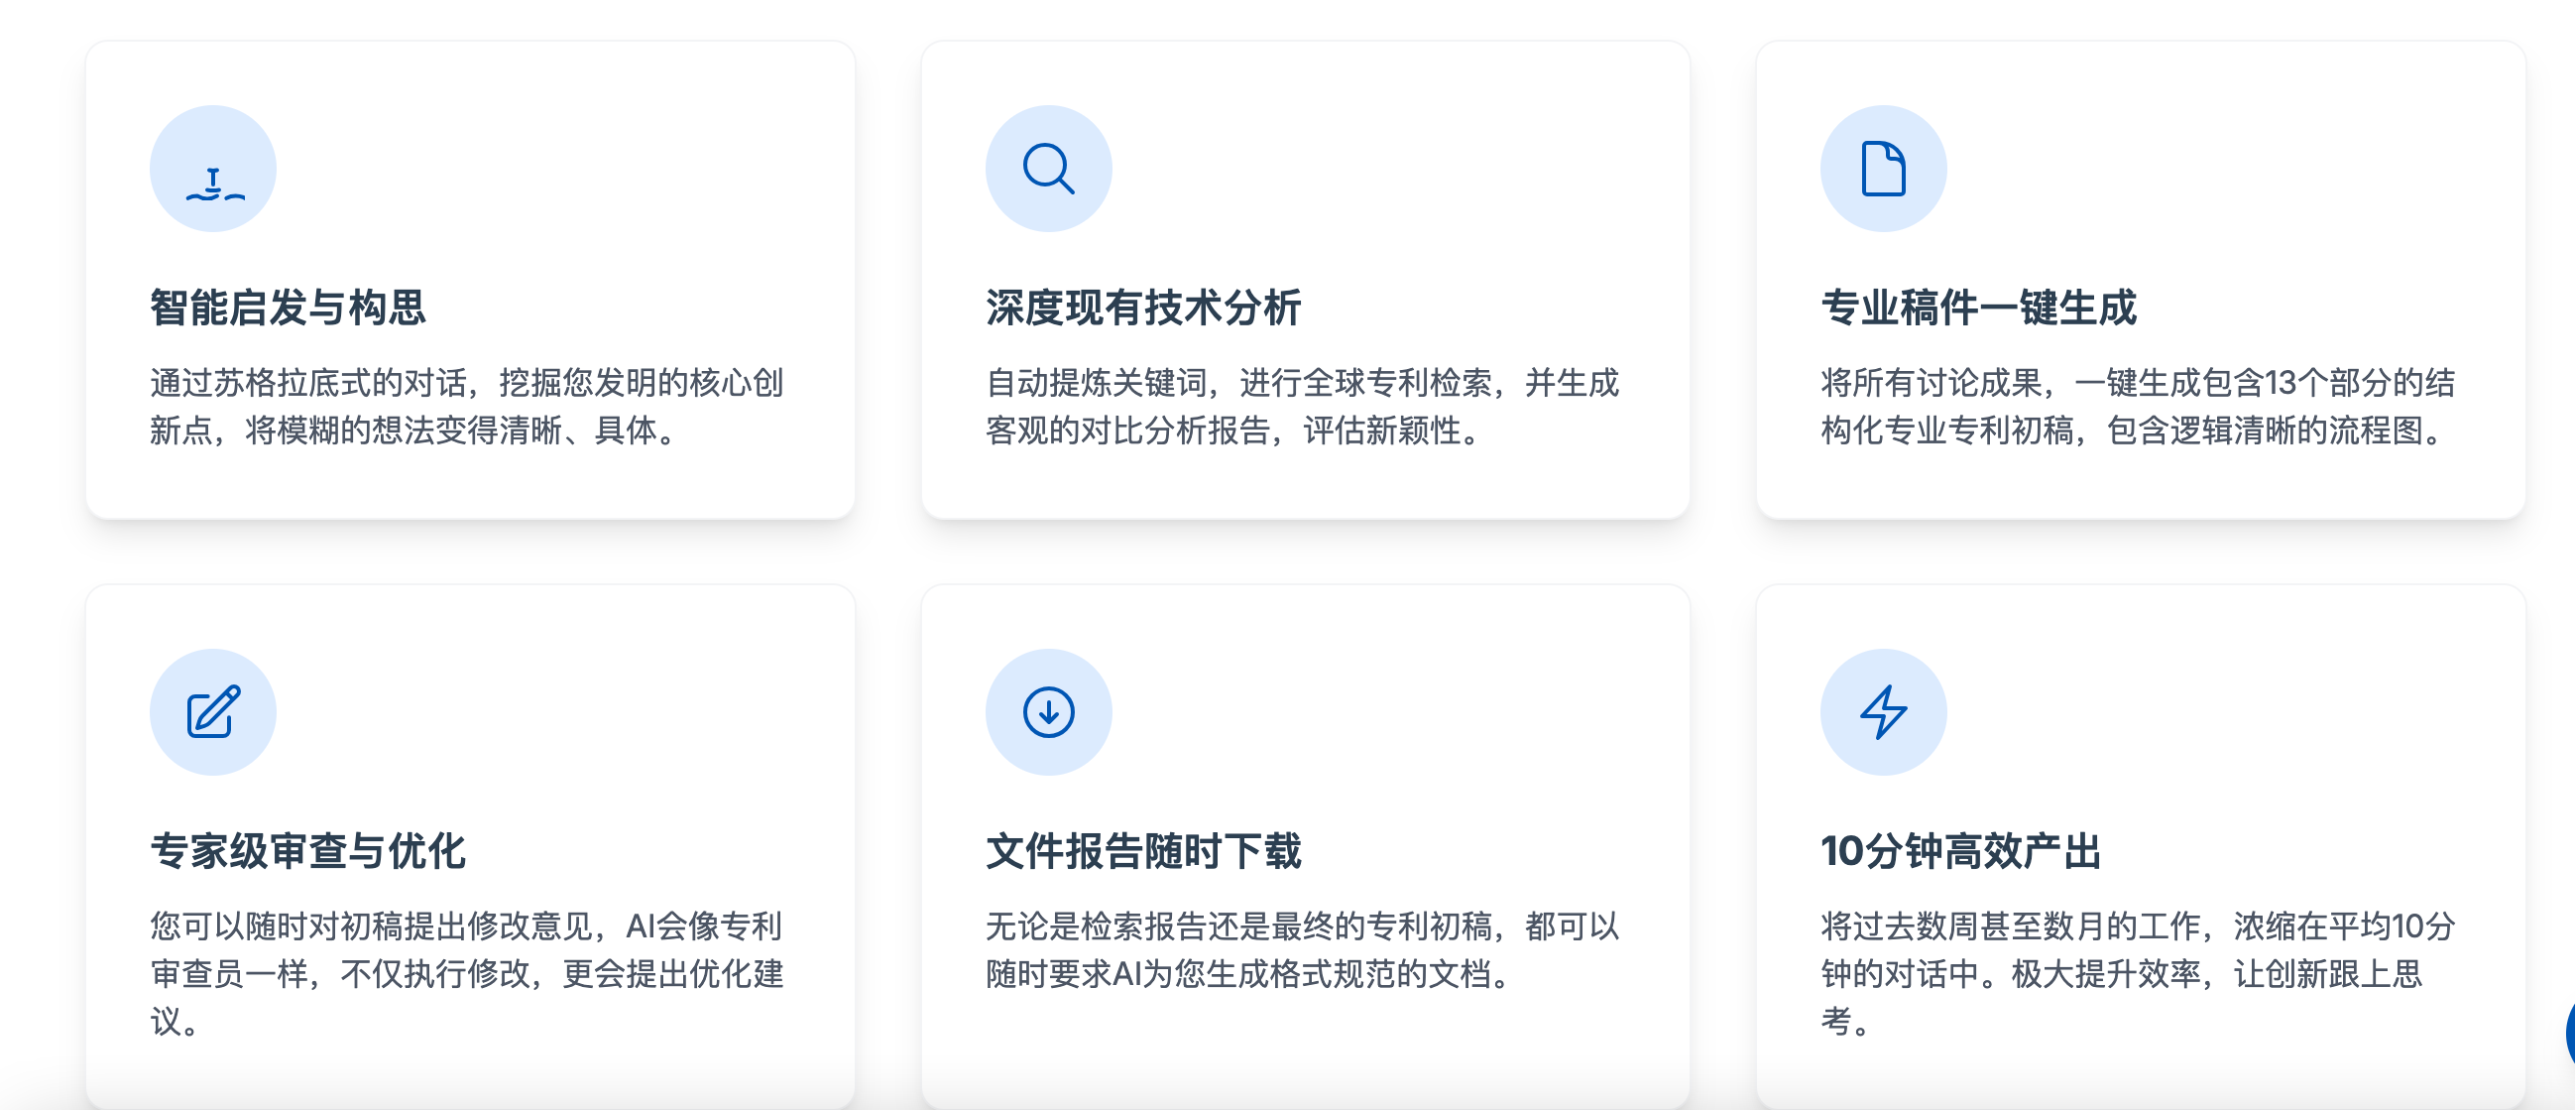 智能启发与构思
通过苏格拉底式的对话，挖掘您发明的核心创
新点，将模糊的想法变得清晰、具体。
深度现有技术分析
自动提炼关键词，进行全球专利检索，并生成
客观的对比分析报告，评估新颖性。
专业稿件一键生成
将所有讨论成果，一键生成包含13个部分的结
构化专业专利初稿，包含逻辑清晰的流程图。
专家级审查与优化
您可以随时对初稿提出修改意见，AI会像专利
审查员一样，不仅执行修改，更会提出优化建
议。
文件报告随时下载
无论是检索报告还是最终的专利初稿，都可以
随时要求AI为您生成格式规范的文档。
10分钟高效产出
将过去数周甚至数月的工作，浓缩在平均10分
钟的对话中。极大提升效率，让创新跟上思
考。